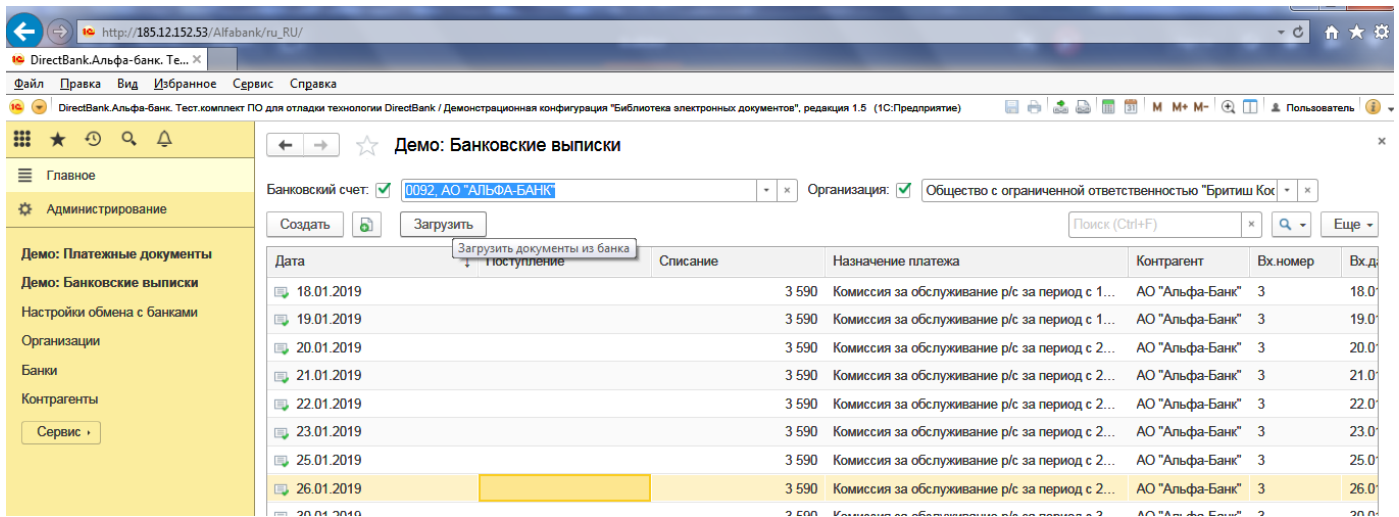 http://185.12.152.53/Alfabank/ru_RU/
DirectBank.Альфа-банк. Те...
Файл Правка Вид Избранное Сервис Справка
DirectBank.Альфа-банк. Тест.комплект ПО для отладки технологии DirectBank / Демонстрационная конфигурация "Библиотека электронных документов", редакция 1.5 (1С:Предприятие) M M+ M- Пользователь
Главное
Администрирование
Демо: Платежные документы
Демо: Банковские выписки
Настройки обмена с банками
Организации
Банки
Контрагенты
Сервис
Демо: Банковские выписки
Банковский счет: 0092, АО "АЛЬФА-БАНК" Организация: Общество с ограниченной ответственностью "Бритиш
Создать Загрузить Поиск (Ctrl+F) Еще
Загрузить документы из банка
Дата Поступление Списание Назначение платежа Контрагент Вх.номер
18.01.2019 3 590 Комиссия за обслуживание р/с за период с 1... АО "Альфа-Банк" 3 18.0
19.01.2019 3 590 Комиссия за обслуживание р/с за период с 1... АО "Альфа-Банк" 3 19.0
20.01.2019 3 590 Комиссия за обслуживание р/с за период с 2... АО "Альфа-Банк" 3 20.0
21.01.2019 3 590 Комиссия за обслуживание р/с за период с 2... АО "Альфа-Банк" 3 21.0
22.01.2019 3 590 Комиссия за обслуживание р/с за период с 2... АО "Альфа-Банк" 3 22.0
23.01.2019 3 590 Комиссия за обслуживание р/с за период с 2... АО "Альфа-Банк" 3 23.0
25.01.2019 3 590 Комиссия за обслуживание р/с за период с 2... АО "Альфа-Банк" 3 25.0
26.01.2019 3 590 Комиссия за обслуживание р/с за период с 2... АО "Альфа-Банк" 3 26.0